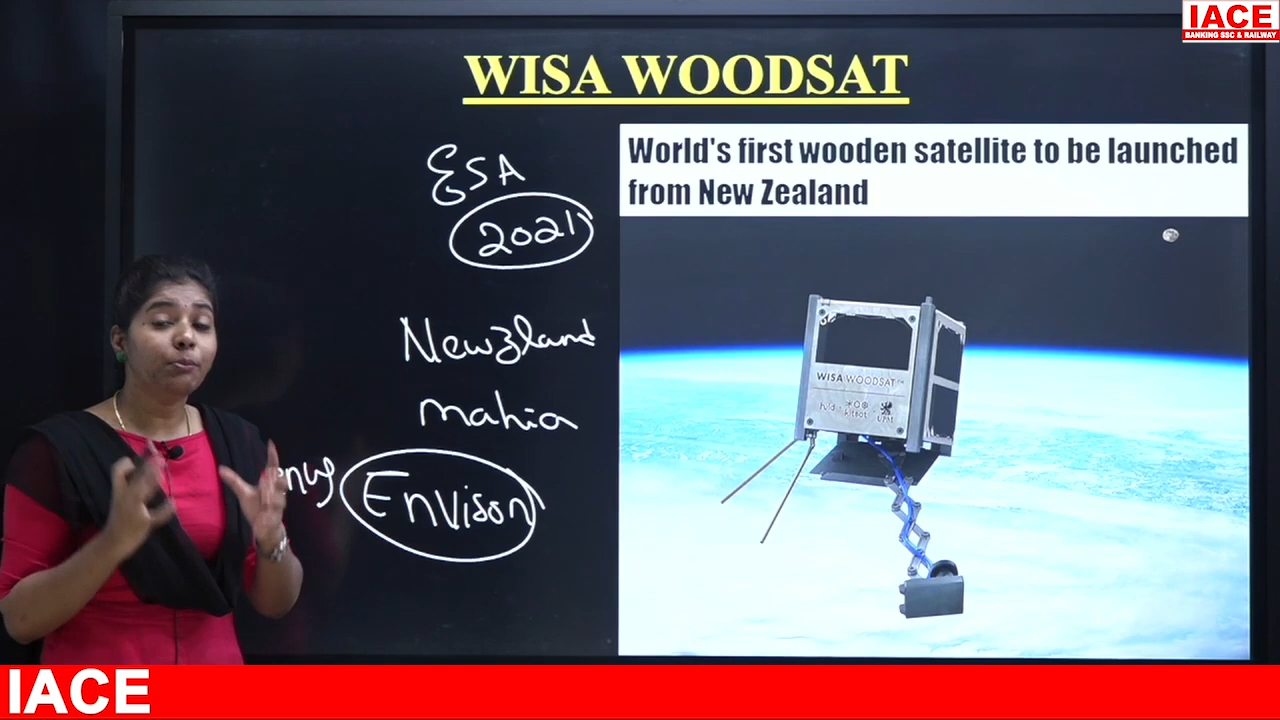 IACE
BANKING SSC & RAILWAY
WISA WOODSAT
World's first wooden satellite to be launched
from New Zealand
ESA
2021
Newzland
mahia
Envison
WISA WOODSAT™
IACE